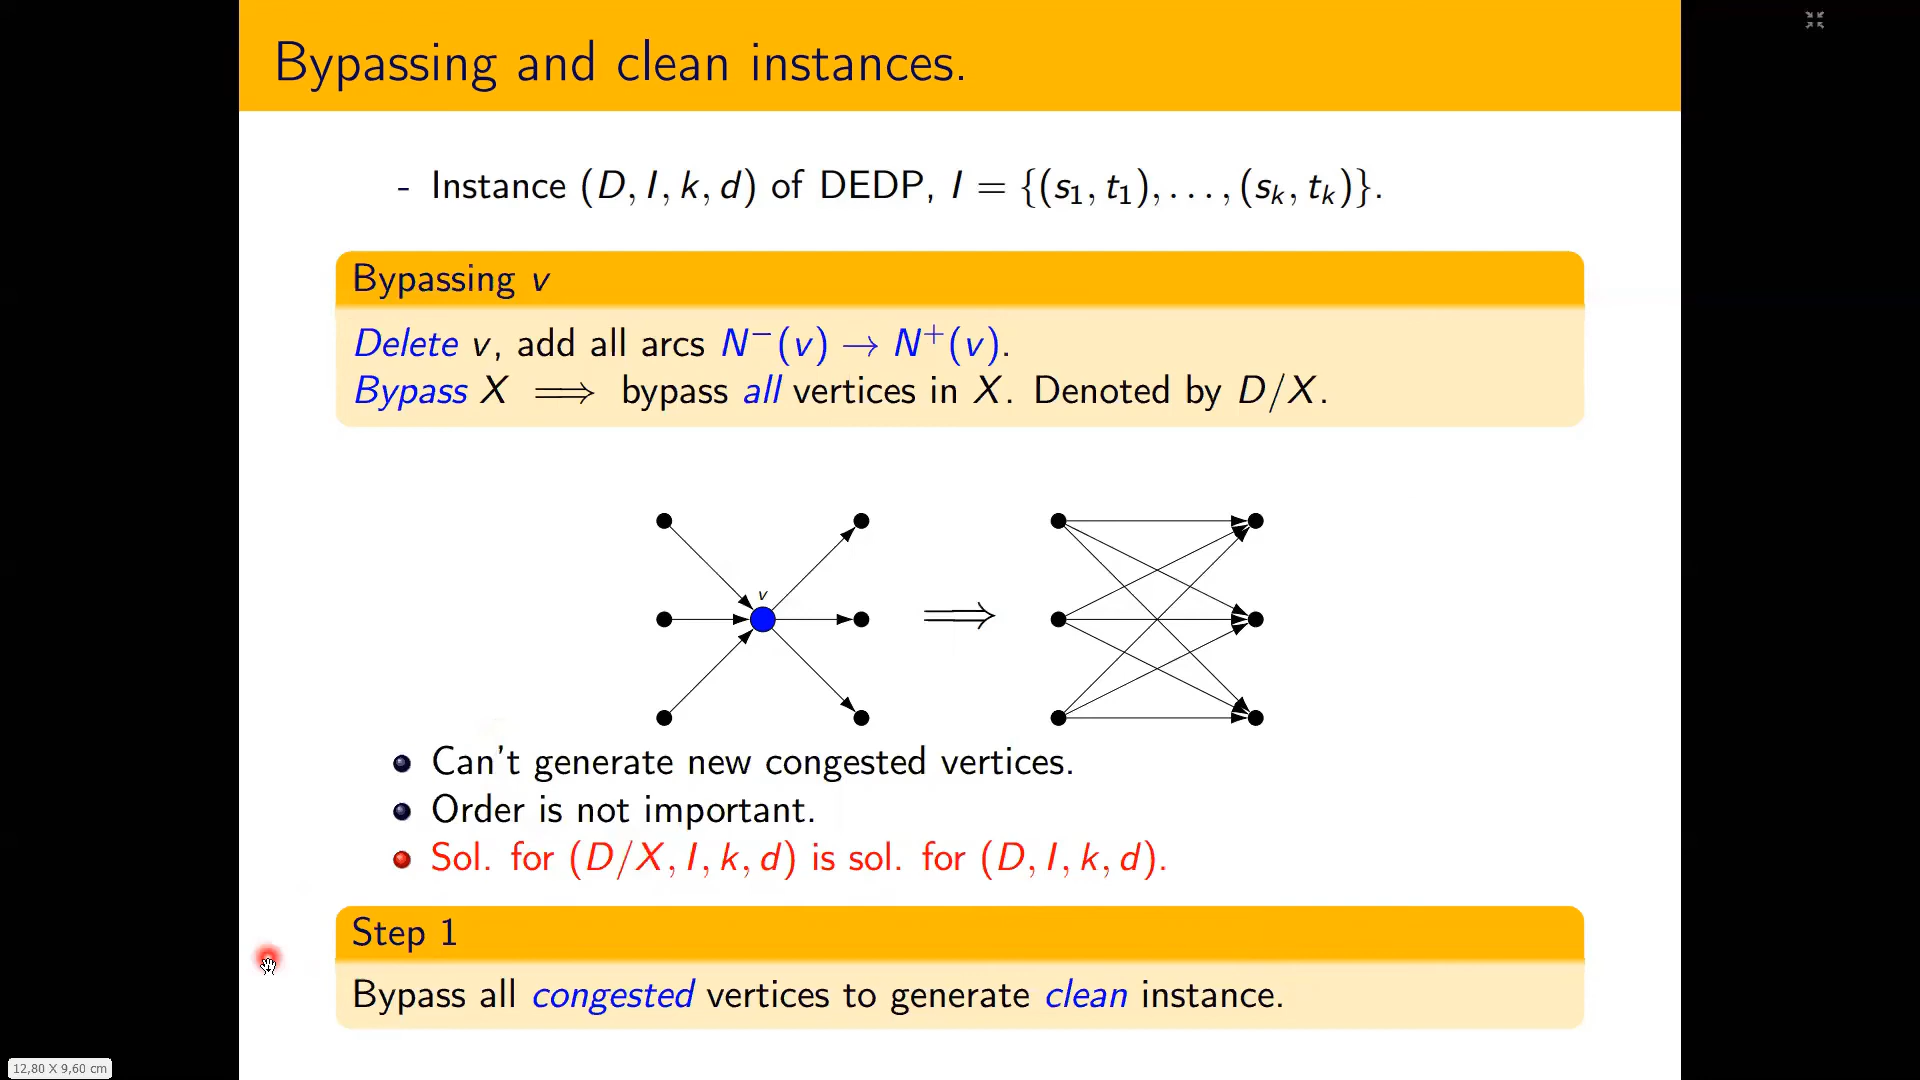 Bypassing and clean instances.
- Instance (D, I, k, d) of DEDP, I = {(s₁, t₁), . . . , (sₖ, tₖ)}.
Bypassing v
Delete v, add all arcs N⁻(v) → N⁺(v).
Bypass X ⟹ bypass all vertices in X. Denoted by D/X.
v
⟹
Can't generate new congested vertices.
Order is not important.
Sol. for (D/X, I, k, d) is sol. for (D, I, k, d).
Step 1
Bypass all congested vertices to generate clean instance.
12,80 X 9,60 cm